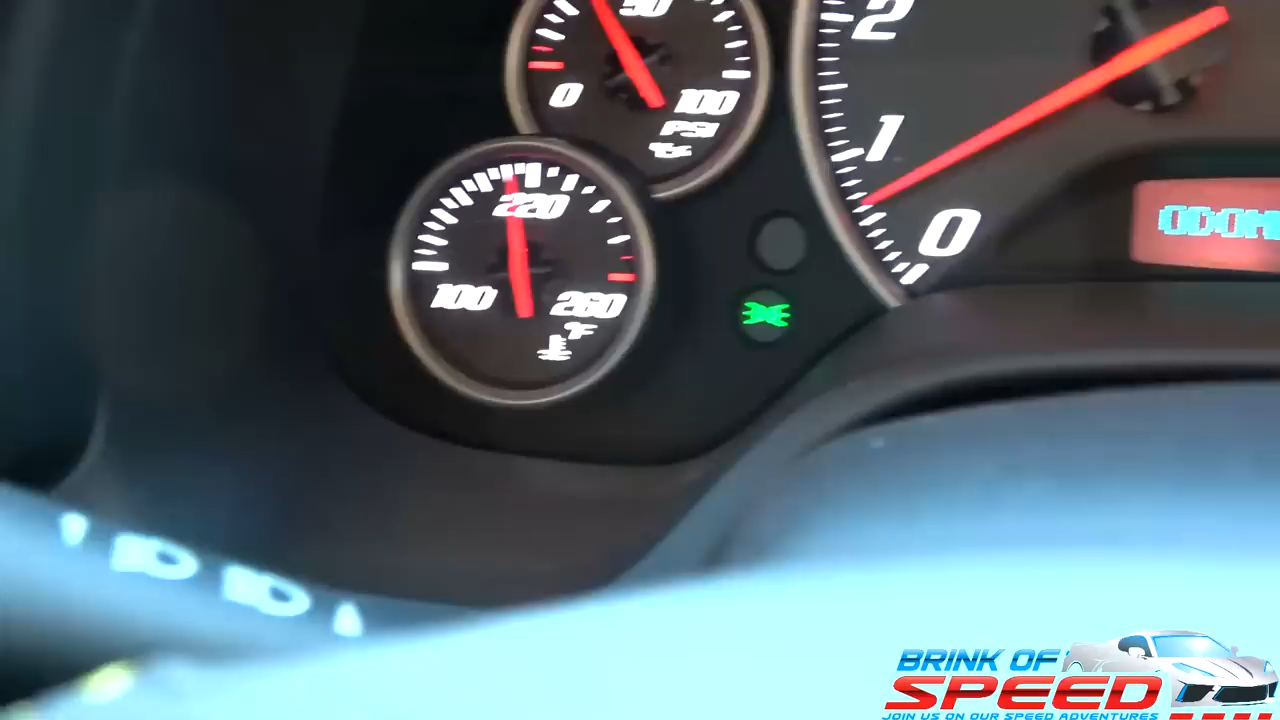 50
0
100
PSI
2
1
0
220
100
260
°F
BRINK OF
SPEED
JOIN US ON OUR SPEED ADVENTURES